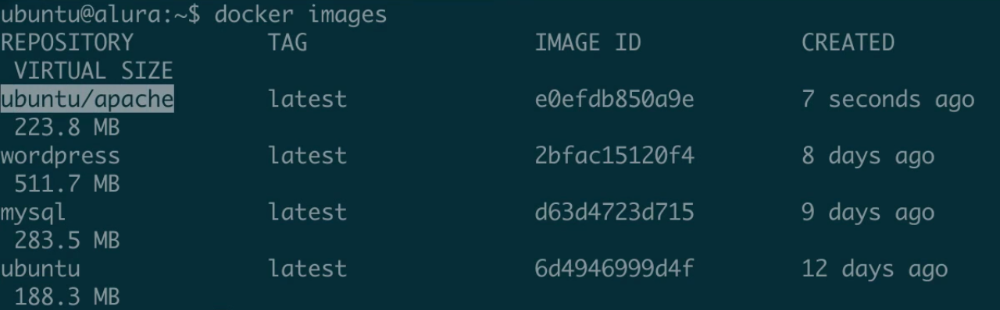 ubuntu@alura:~$ docker images
REPOSITORY TAG IMAGE ID CREATED
VIRTUAL SIZE
ubuntu/apache latest e0efdb850a9e 7 seconds ago
223.8 MB
wordpress latest 2bfac15120f4 8 days ago
511.7 MB
mysql latest d63d4723d715 9 days ago
283.5 MB
ubuntu latest 6d4946999d4f 12 days ago
188.3 MB